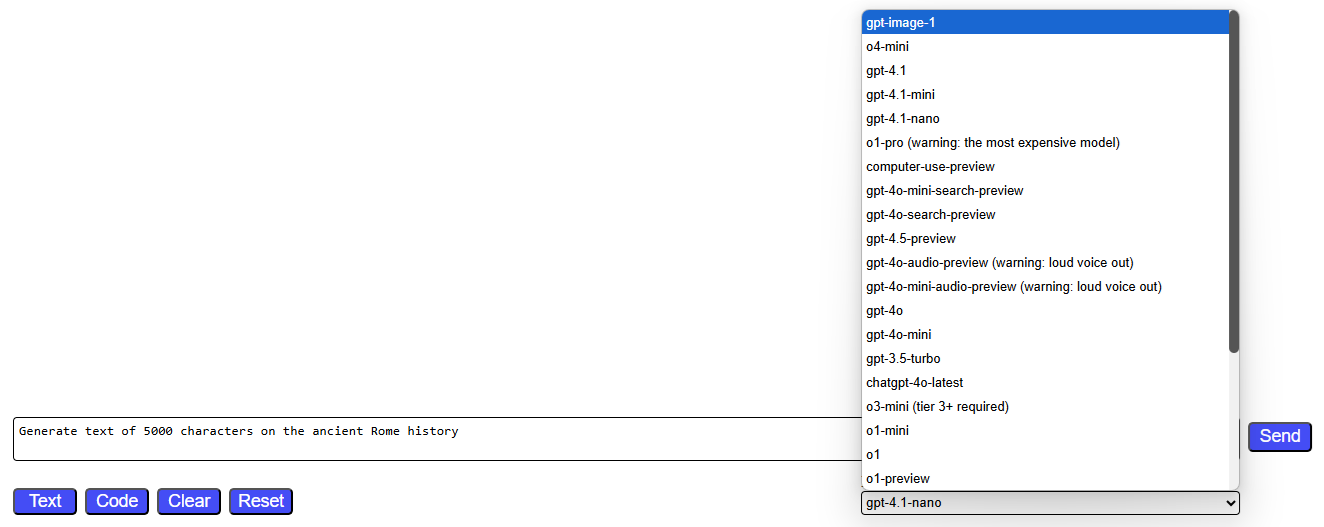 gpt-image-1
o4-mini
gpt-4.1
gpt-4.1-mini
gpt-4.1-nano
o1-pro (warning: the most expensive model)
computer-use-preview
gpt-4o-mini-search-preview
gpt-4o-search-preview
gpt-4.5-preview
gpt-4o-audio-preview (warning: loud voice out)
gpt-4o-mini-audio-preview (warning: loud voice out)
gpt-4o
gpt-4o-mini
gpt-3.5-turbo
chatgpt-4o-latest
o3-mini (tier 3+ required)
o1-mini
o1
o1-preview
Generate text of 5000 characters on the ancient Rome history
Send
Text Code Clear Reset gpt-4.1-nano